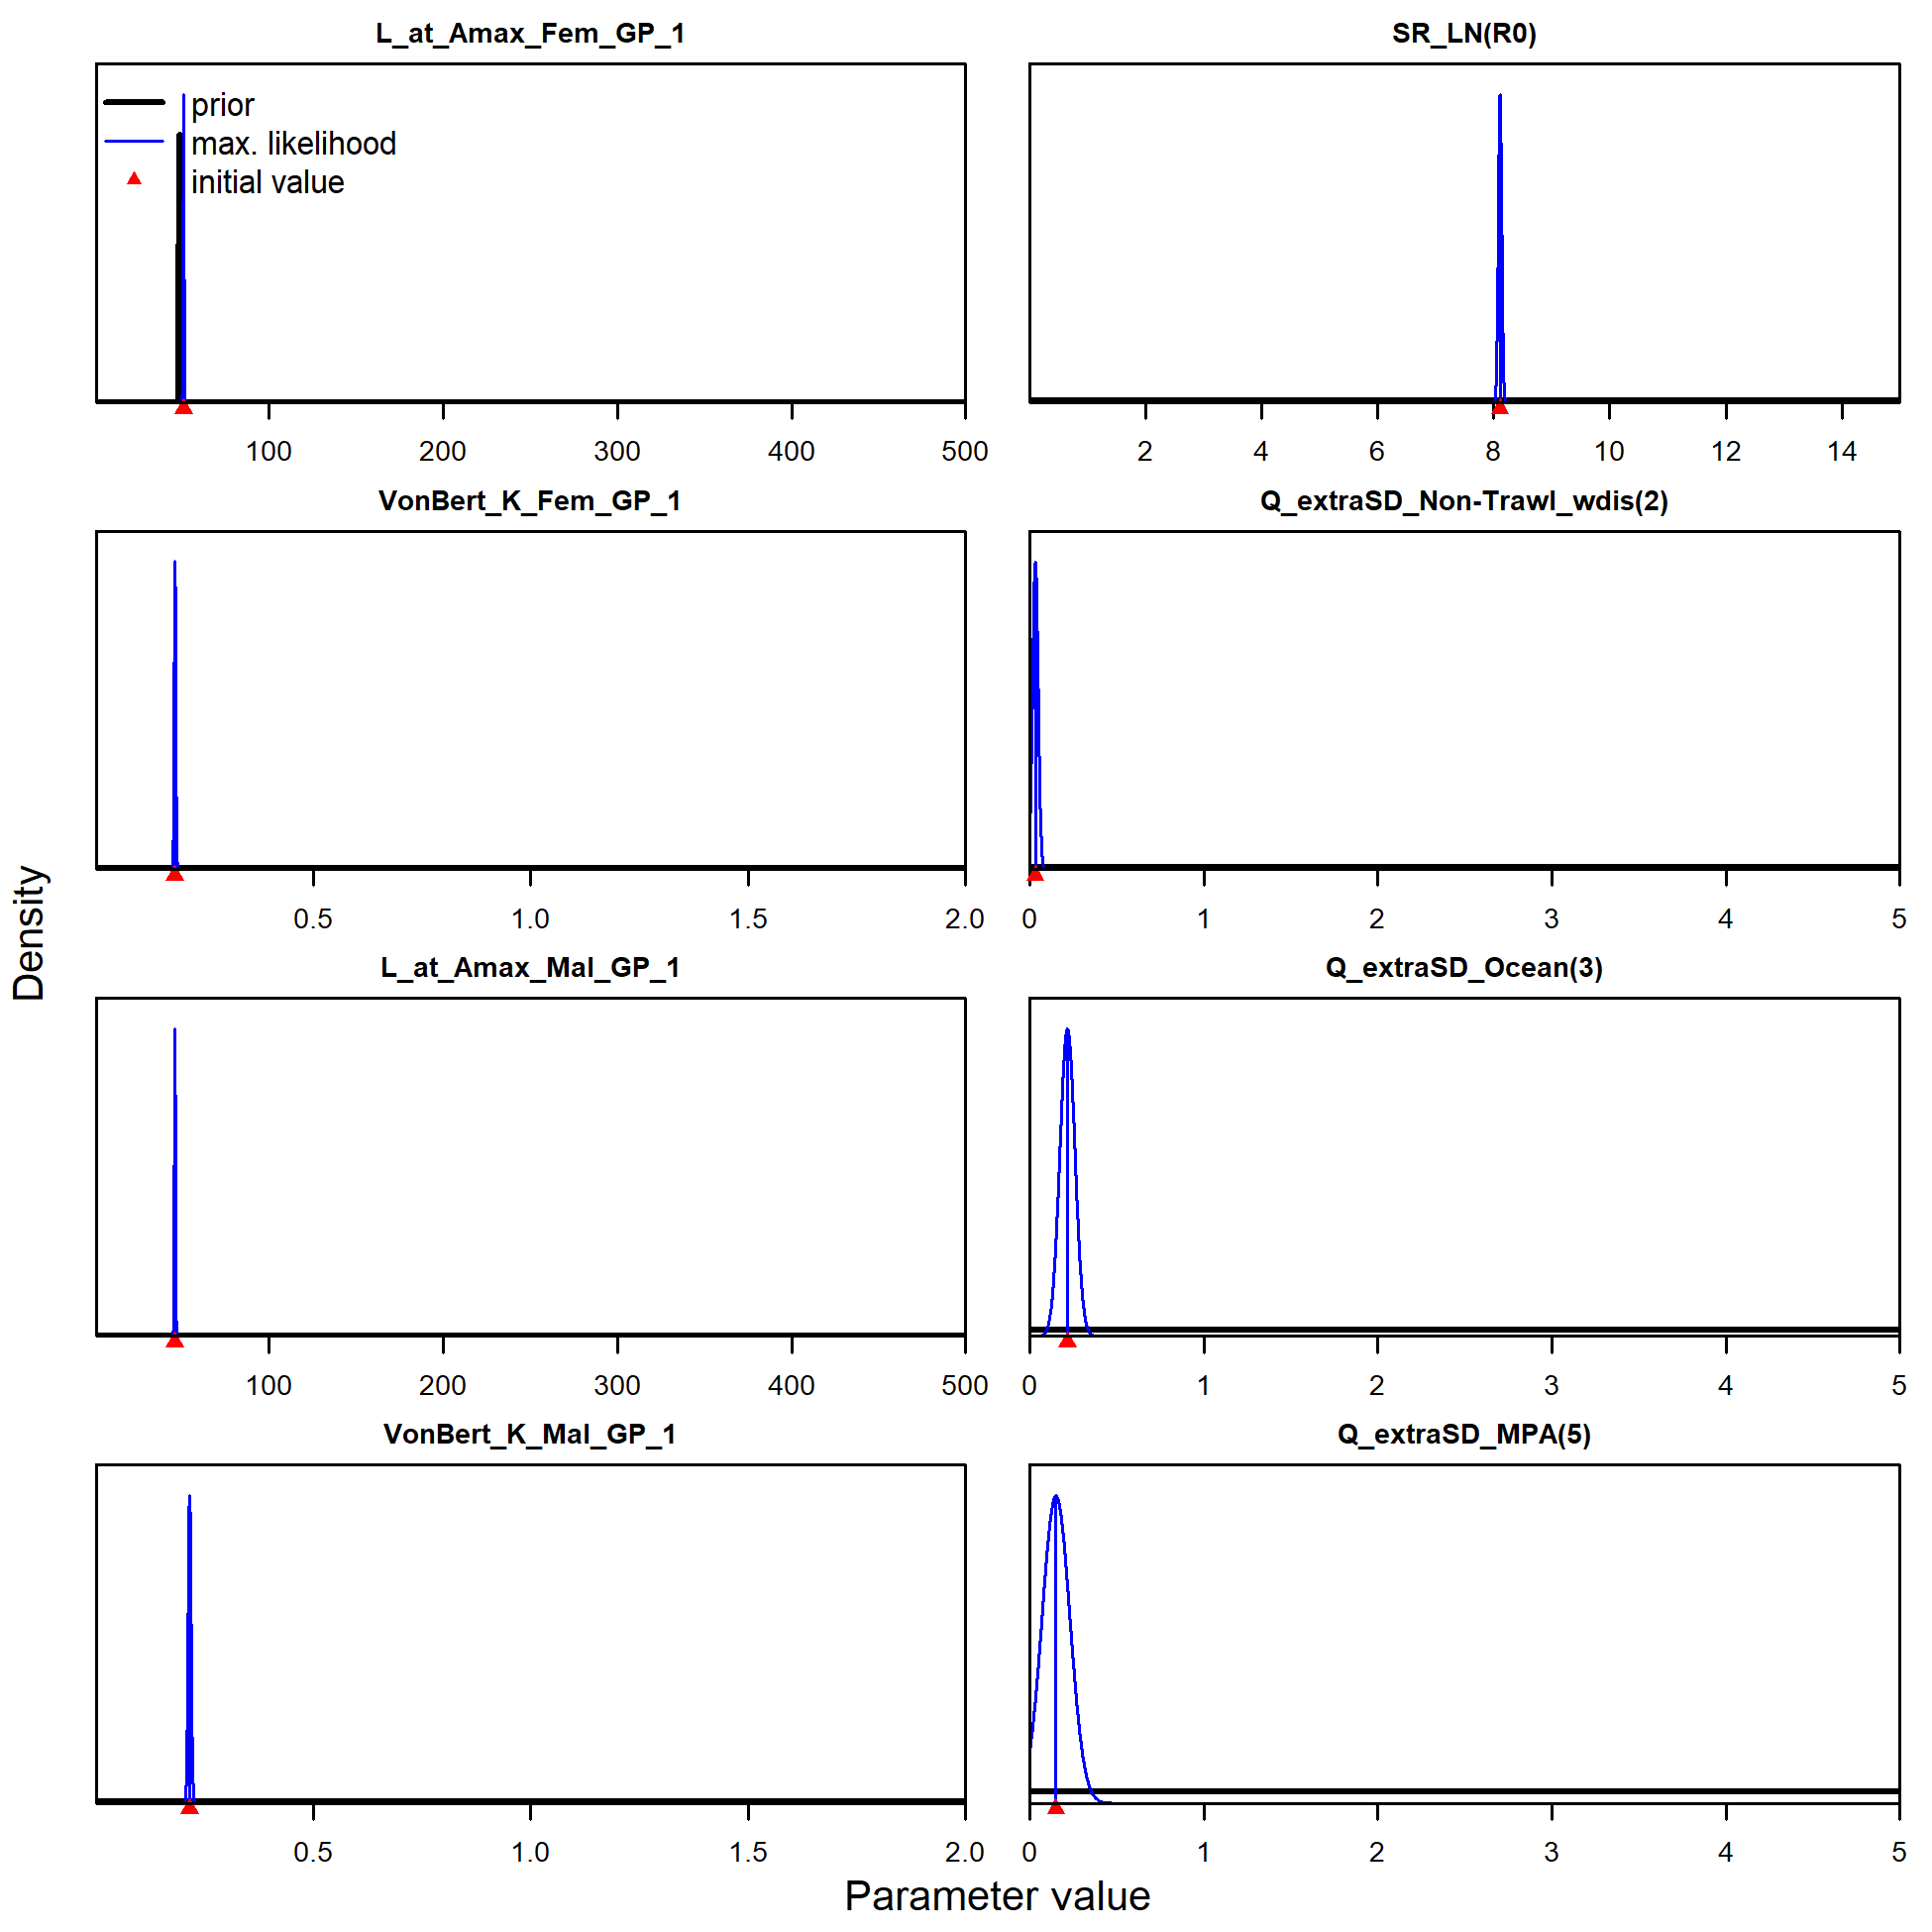 L_at_Amax_Fem_GP_1
prior
max. likelihood
initial value
100 200 300 400 500
SR_LN(R0)
2 4 6 8 10 12 14
VonBert_K_Fem_GP_1
0.5 1.0 1.5 2.0
Q_extraSD_Non-Trawl_wdis(2)
0 1 2 3 4 5
L_at_Amax_Mal_GP_1
100 200 300 400 500
Q_extraSD_Ocean(3)
0 1 2 3 4 5
VonBert_K_Mal_GP_1
0.5 1.0 1.5 2.0
Q_extraSD_MPA(5)
0 1 2 3 4 5
Density
Parameter value